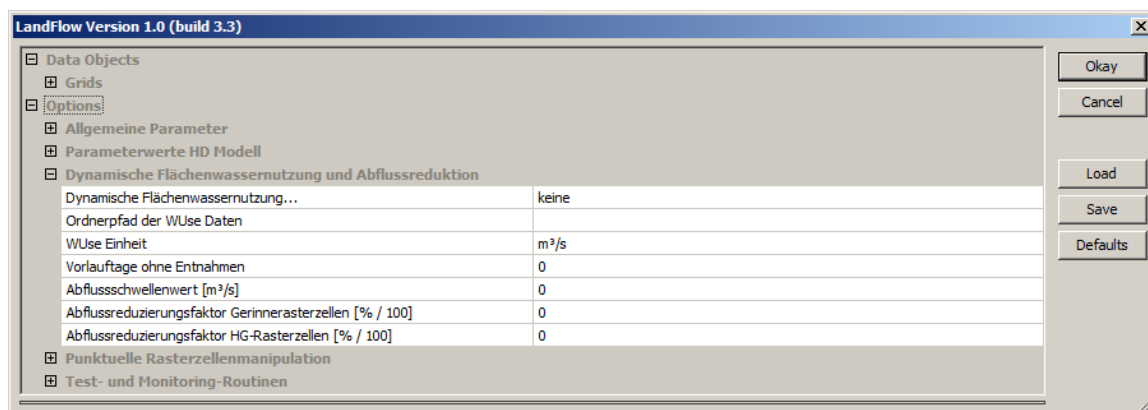 LandFlow Version 1.0 (build 3.3)
Data Objects
Grids
Options
Allgemeine Parameter
Parameterwerte HD Modell
Dynamische Flächenwassernutzung und Abflussreduktion
Dynamische Flächenwassernutzung... keine
Ordnerpfad der WUse Daten
WUse Einheit m³/s
Vorlauftage ohne Entnahmen 0
Abflussschwellenwert [m³/s] 0
Abflussreduzierungsfaktor Gerinnerasterzellen [% / 100] 0
Abflussreduzierungsfaktor HG-Rasterzellen [% / 100] 0
Punktuelle Rasterzellenmanipulation
Test- und Monitoring-Routinen
Okay
Cancel
Load
Save
Defaults